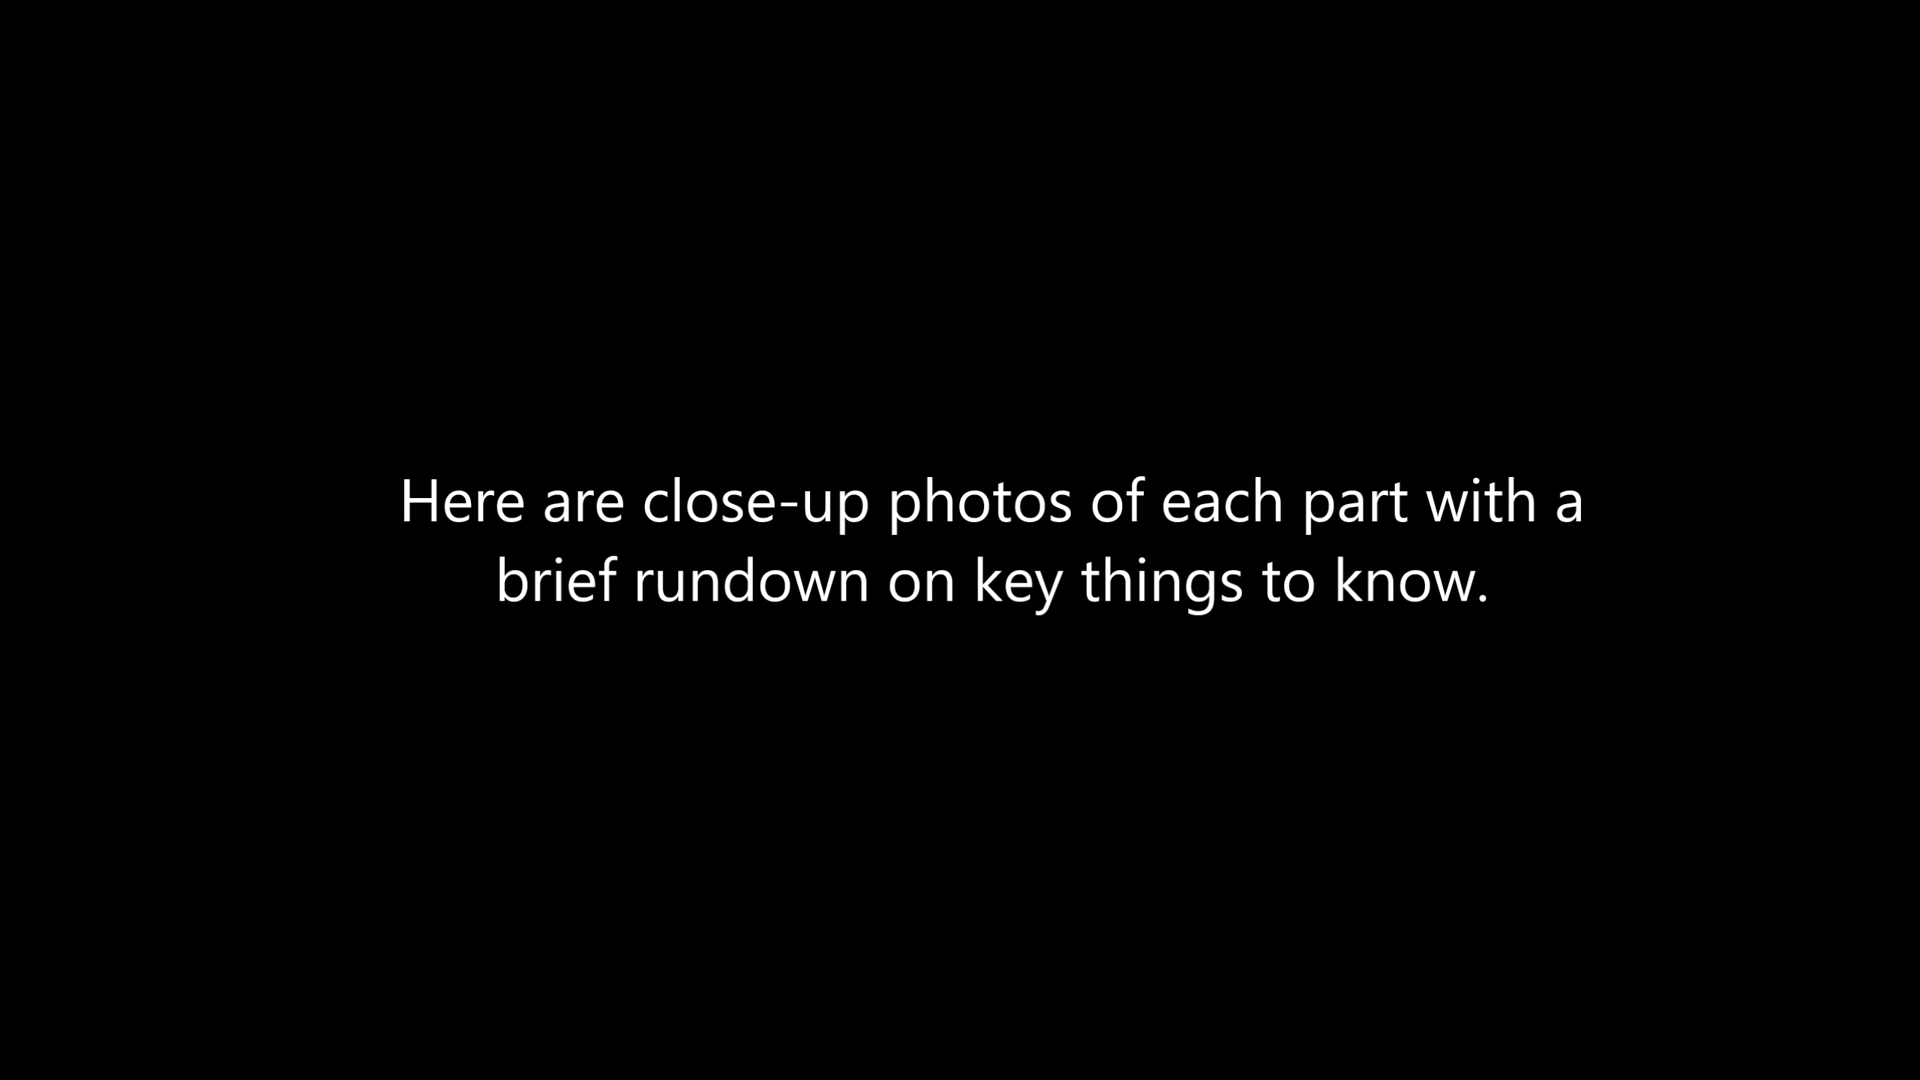 Here are close-up photos of each part with a
brief rundown on key things to know.